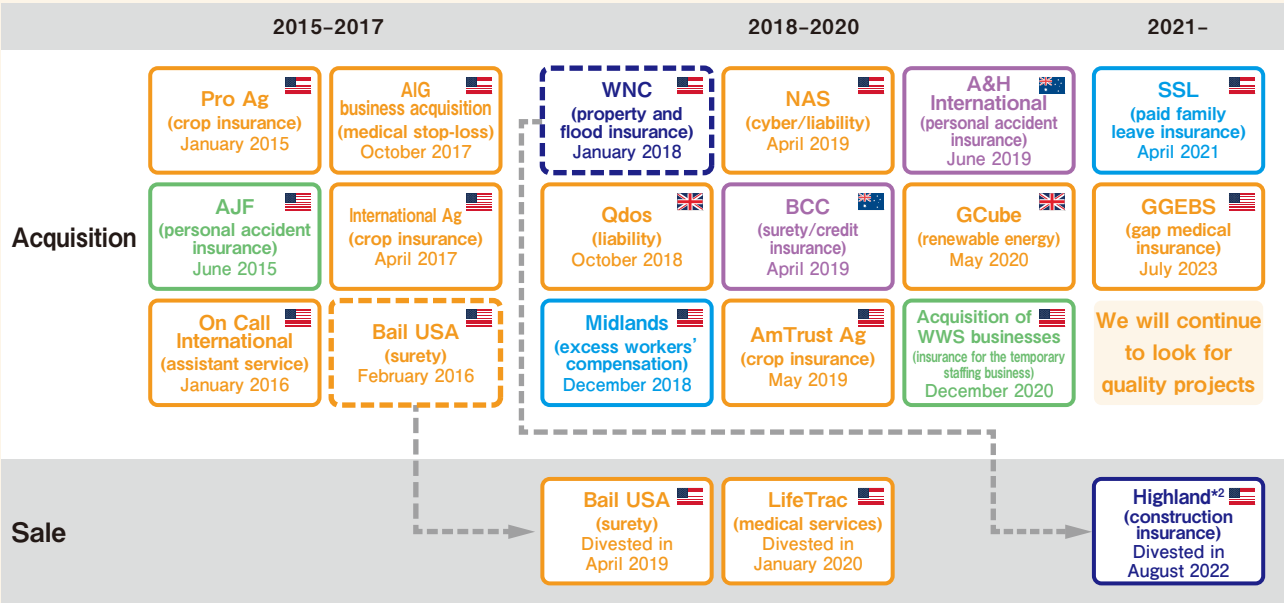 2015–2017
2018–2020
2021–
Acquisition
Pro Ag
(crop insurance)
January 2015
AIG
business acquisition
(medical stop-loss)
October 2017
WNC
(property and
flood insurance)
January 2018
NAS
(cyber/liability)
April 2019
A&H
International
(personal accident
insurance)
June 2019
SSL
(paid family
leave insurance)
April 2021
AJF
(personal accident
insurance)
June 2015
International Ag
(crop insurance)
April 2017
Qdos
(liability)
October 2018
BCC
(surety/credit
insurance)
April 2019
GCube
(renewable energy)
May 2020
GGEBS
(gap medical
insurance)
July 2023
On Call
International
(assistant service)
January 2016
Bail USA
(surety)
February 2016
Midlands
(excess workers’
compensation)
December 2018
AmTrust Ag
(crop insurance)
May 2019
Acquisition of
WWS businesses
(insurance for the temporary
staffing business)
December 2020
We will continue
to look for
quality projects
Sale
Bail USA
(surety)
Divested in
April 2019
LifeTrac
(medical services)
Divested in
January 2020
Highland*2
(construction
insurance)
Divested in
August 2022